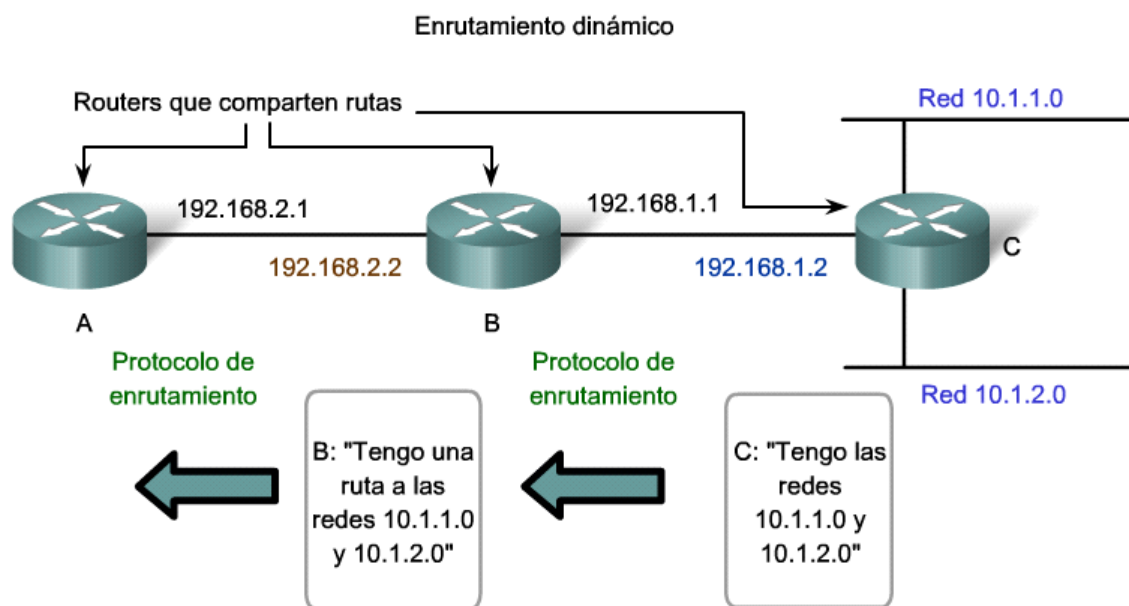 Enrutamiento dinámico
Routers que comparten rutas
Red 10.1.1.0
192.168.2.1
192.168.1.1
192.168.2.2
192.168.1.2
C
A
B
Red 10.1.2.0
Protocolo de
enrutamiento
Protocolo de
enrutamiento
B: "Tengo una
ruta a las
redes 10.1.1.0
y 10.1.2.0"
C: "Tengo las
redes
10.1.1.0 y
10.1.2.0"